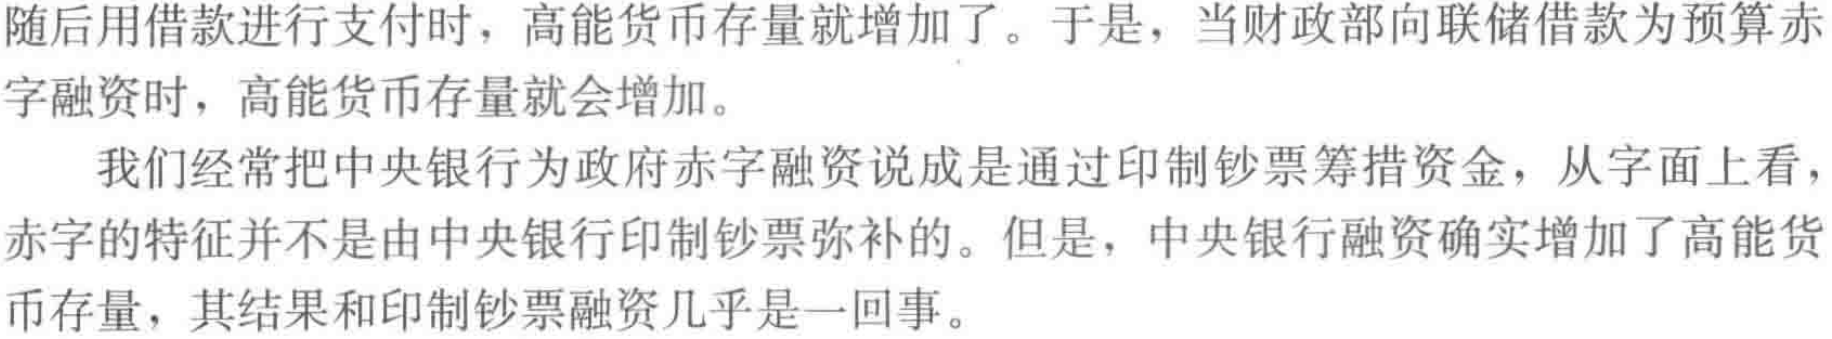 随后用借款进行支付时，高能货币存量就增加了。于是，当财政部向联储借款为预算赤
字融资时，高能货币存量就会增加。
我们经常把中央银行为政府赤字融资说成是通过印制钞票筹措资金，从字面上看，
赤字的特征并不是由中央银行印制钞票弥补的。但是，中央银行融资确实增加了高能货
币存量，其结果和印制钞票融资几乎是一回事。